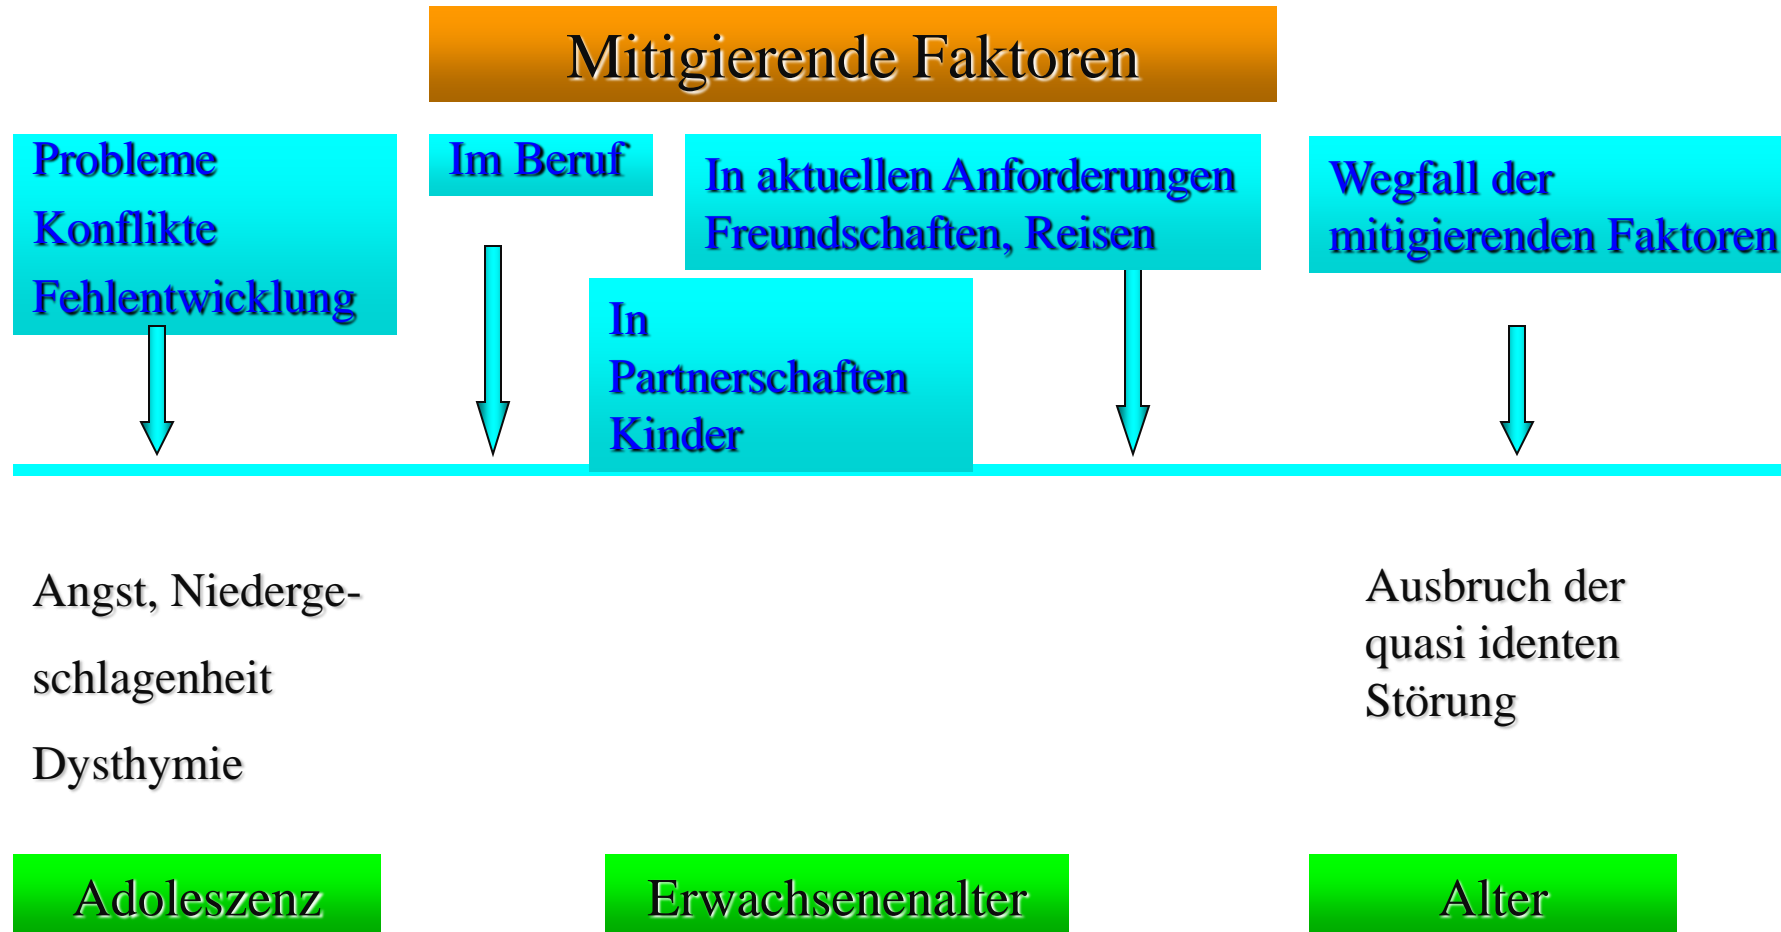 Mitigierende Faktoren
Probleme
Konflikte
Fehlentwicklung
Im Beruf
In aktuellen Anforderungen
Freundschaften, Reisen
In
Partnerschaften
Kinder
Wegfall der
mitigierenden Faktoren
Angst, Niederge-
schlagenheit
Dysthymie
Ausbruch der
quasi identen
Störung
Adoleszenz
Erwachsenenalter
Alter